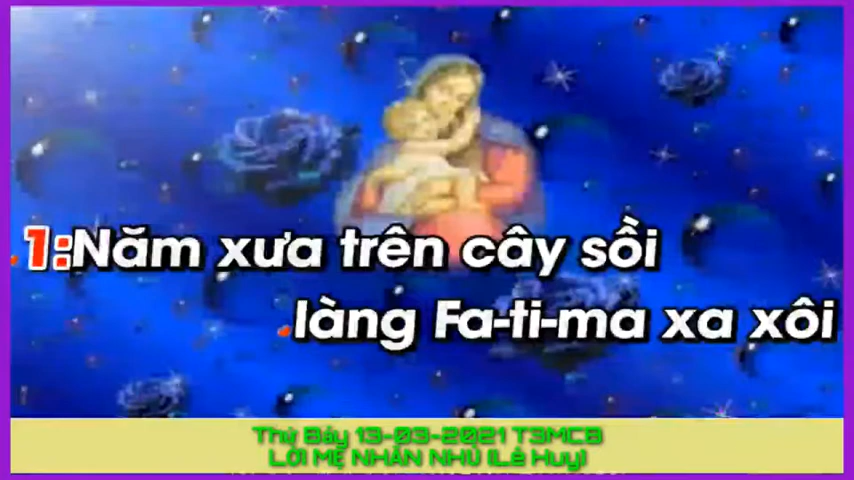 1:Năm xưa trên cây sồi
làng Fa-ti-ma xa xôi
Thứ Bảy 13-03-2021 T3MCB
LỜI MẸ NHẮN NHỦ (Lê Huy)